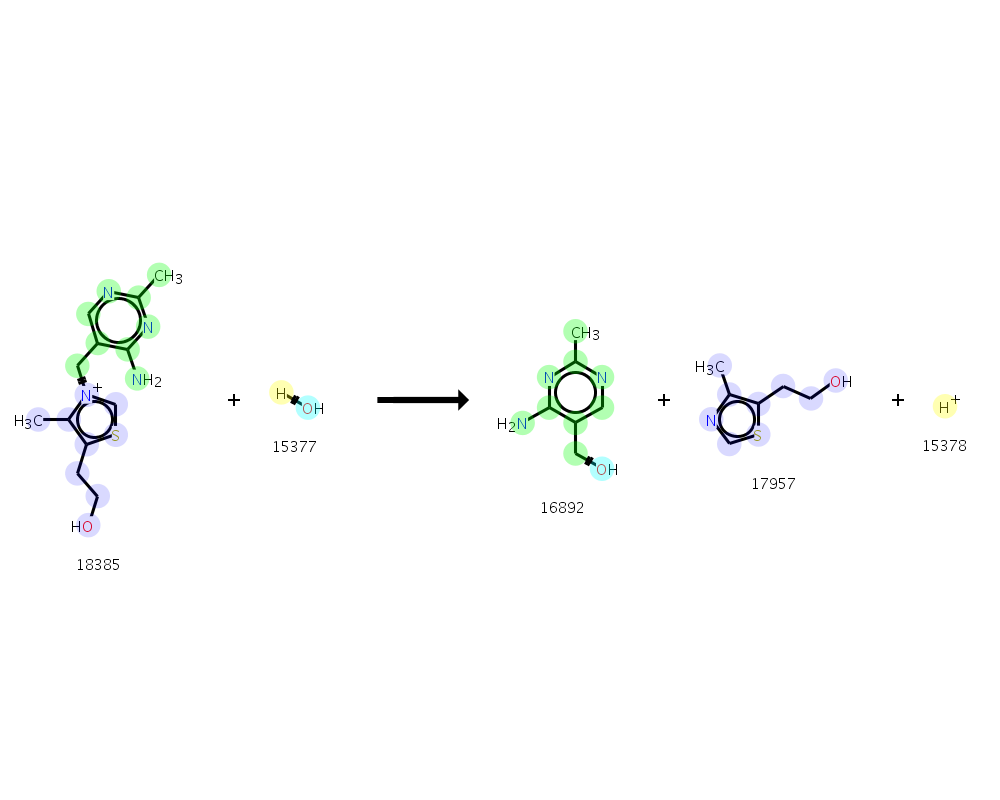 N CH3
N
NH2
N+
H3C
S
HO
18385
+
H OH
15377
+
CH3
N N
H2N
OH
16892
+
H3C
OH
N
S
17957
+
H+
15378